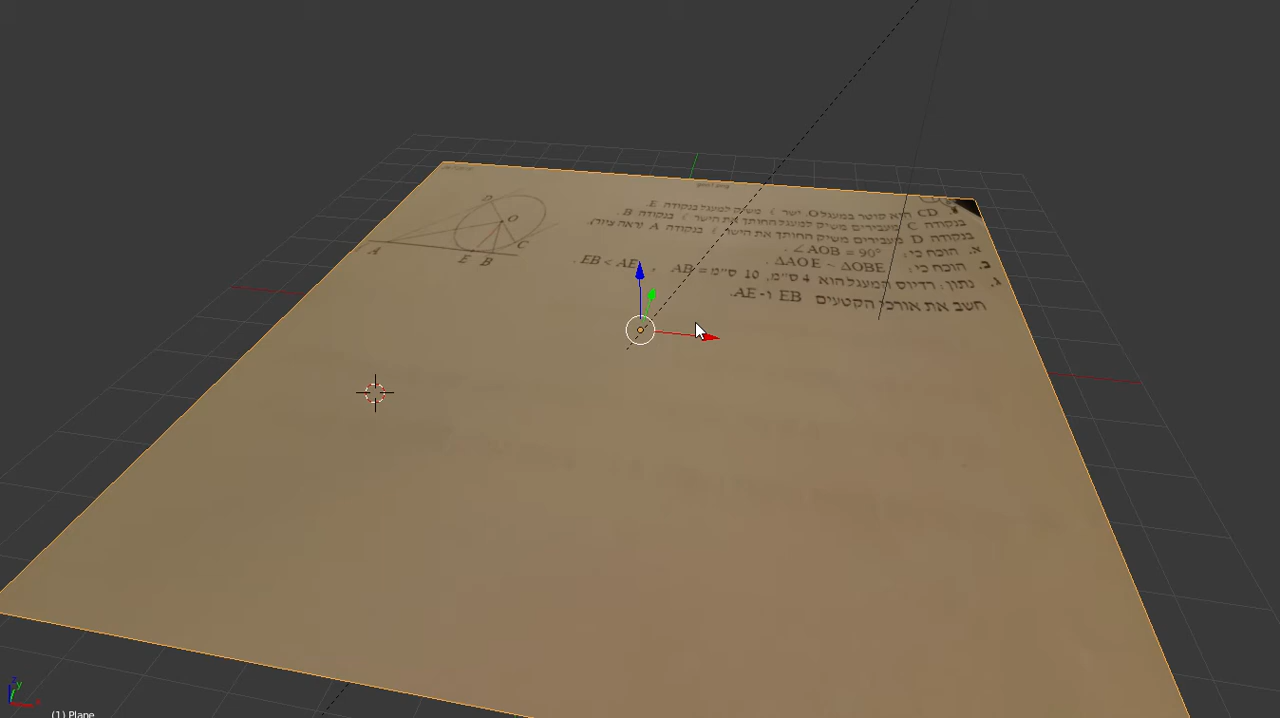 CD הוא קוטר במעגל O. ישר ℓ משיק למעגל בנקודה E.
בנקודה C מעבירים משיק למעגל החותך את הישר ℓ בנקודה B.
בנקודה D מעבירים משיק החותך את הישר ℓ בנקודה A (ראה ציור).
א. הוכח כי: ∠AOB = 90°.
ב. הוכח כי: ΔAOE ~ ΔOBE.
ג. נתון: רדיוס המעגל הוא 4 ס״מ, 10 ס״מ = AB, EB < AE.
חשב את אורכי הקטעים EB ו- AE.
D
O
A
E
B
C
(1) Plane